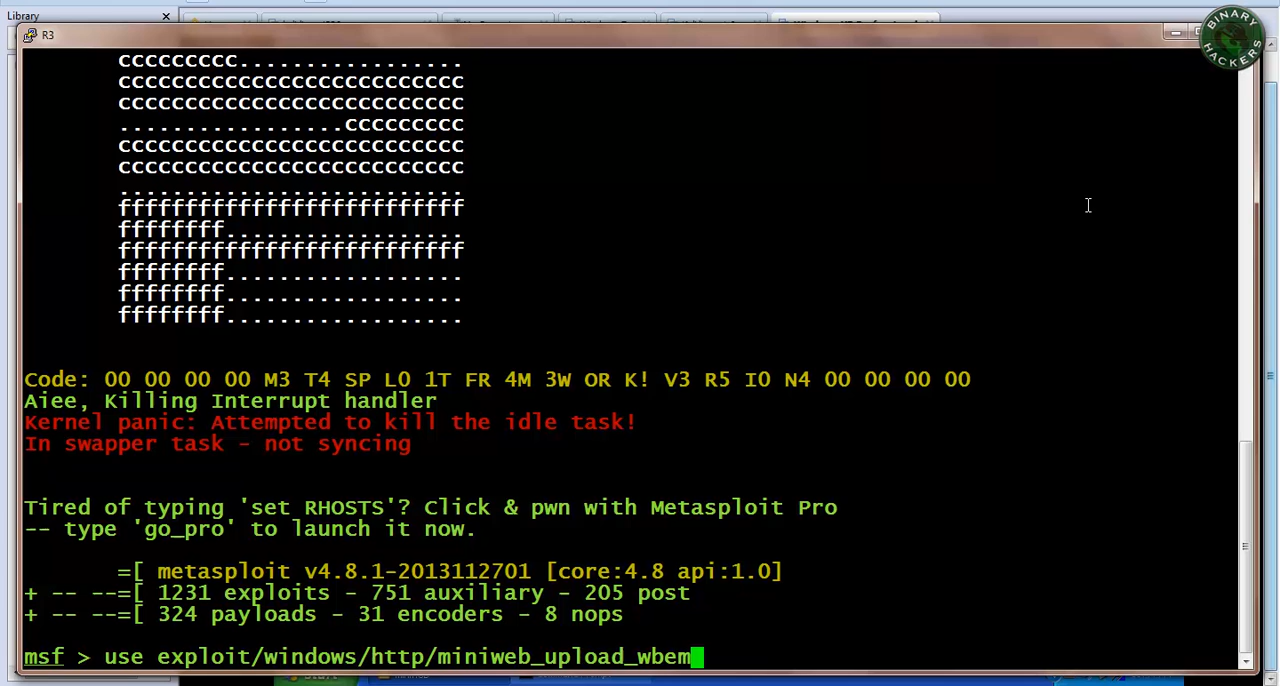 Library
R3
BINARY
HACKERS
ccccccccc.................
cccccccccccccccccccccccccc
cccccccccccccccccccccccccc
.................ccccccccc
cccccccccccccccccccccccccc
cccccccccccccccccccccccccc
..........................
ffffffffffffffffffffffffff
ffffffff..................
ffffffffffffffffffffffffff
ffffffff..................
ffffffff..................
ffffffff..................
Code: 00 00 00 00 M3 T4 SP L0 1T FR 4M 3W OR K! V3 R5 I0 N4 00 00 00 00
Aiee, Killing Interrupt handler
Kernel panic: Attempted to kill the idle task!
In swapper task - not syncing
Tired of typing 'set RHOSTS'? Click & pwn with Metasploit Pro
-- type 'go_pro' to launch it now.
=[ metasploit v4.8.1-2013112701 [core:4.8 api:1.0]
+ -- --=[ 1231 exploits - 751 auxiliary - 205 post
+ -- --=[ 324 payloads - 31 encoders - 8 nops
msf > use exploit/windows/http/miniweb_upload_wbem